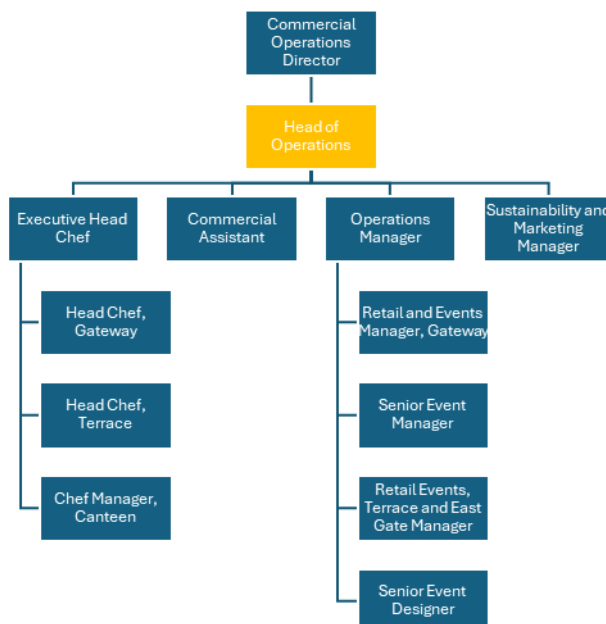 Commercial
Operations
Director
Head of
Operations
Executive Head
Chef
Commercial
Assistant
Operations
Manager
Sustainability and
Marketing
Manager
Head Chef,
Gateway
Head Chef,
Terrace
Chef Manager,
Canteen
Retail and Events
Manager, Gateway
Senior Event
Manager
Retail Events,
Terrace and East
Gate Manager
Senior Event
Designer